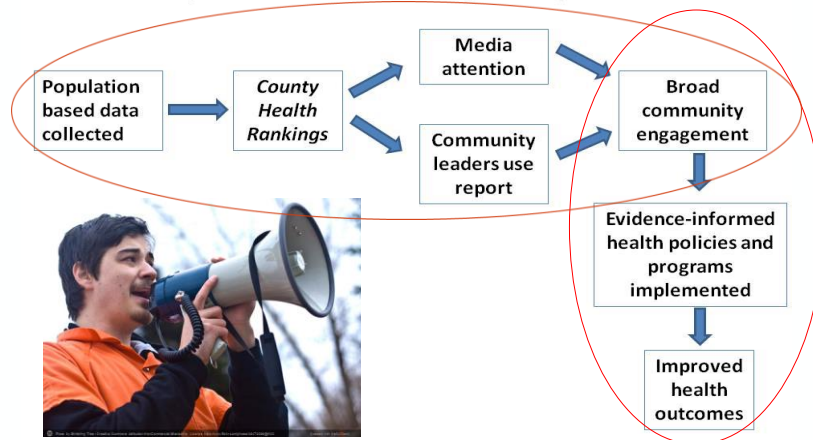 Population
based data
collected
County
Health
Rankings
Media
attention
Community
leaders use
report
Broad
community
engagement
Evidence-informed
health policies and
programs
implemented
Improved
health
outcomes